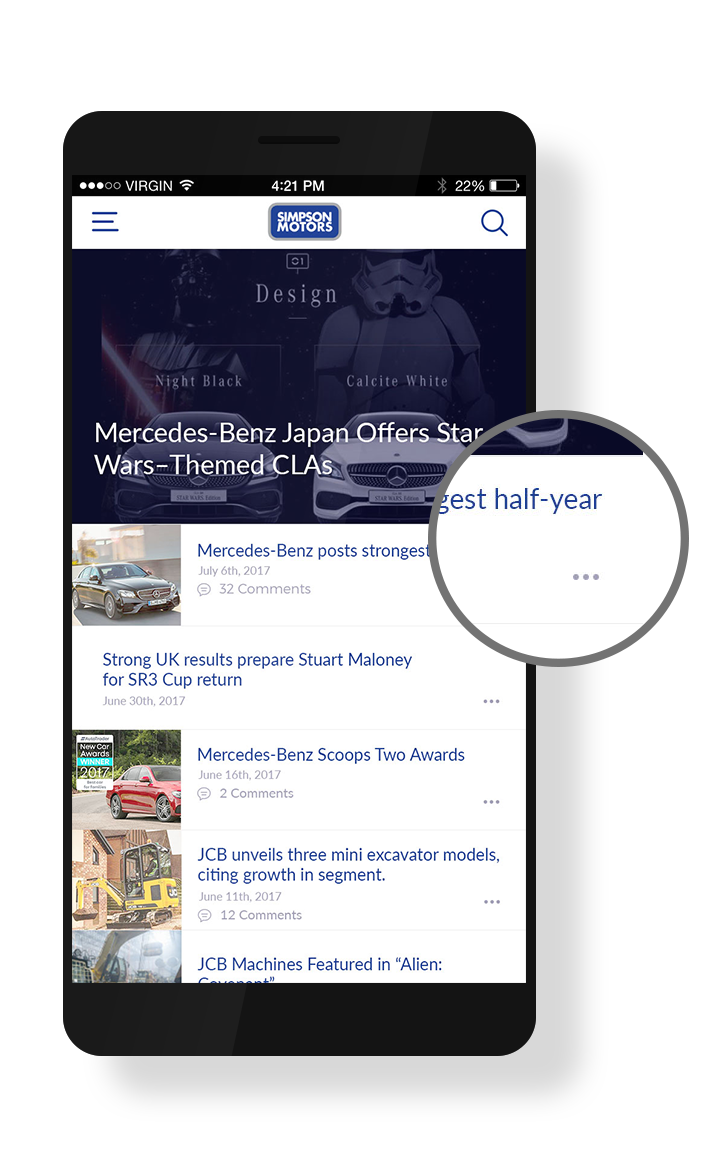 VIRGIN
4:21 PM
22%
SIMPSON
MOTORS
01
Design
Night Black
Calcite White
Mercedes-Benz Japan Offers Star
Wars–Themed CLAs
STAR WARS Edition
STAR WARS Edition
gest half-year
Mercedes-Benz posts strongest
July 6th, 2017
32 Comments
Strong UK results prepare Stuart Maloney
for SR3 Cup return
June 30th, 2017
AutoTrader
New Car
Awards
WINNER
2017
Best car
for families
Mercedes-Benz Scoops Two Awards
June 16th, 2017
2 Comments
JCB unveils three mini excavator models,
citing growth in segment.
June 11th, 2017
12 Comments
JCB Machines Featured in “Alien:
Covenant”